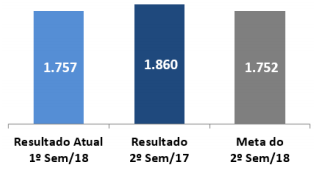 1.757
1.860
1.752
Resultado Atual
1º Sem/18
Resultado
2º Sem/17
Meta do
2º Sem/18